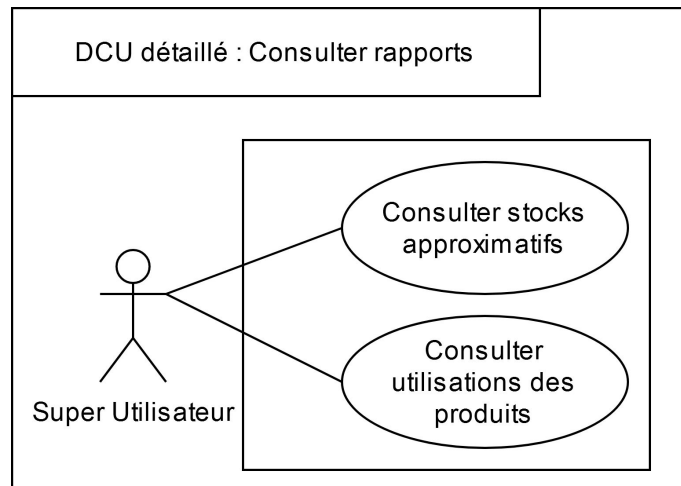 DCU détaillé : Consulter rapports
Consulter stocks
approximatifs
Consulter
utilisations des
produits
Super Utilisateur